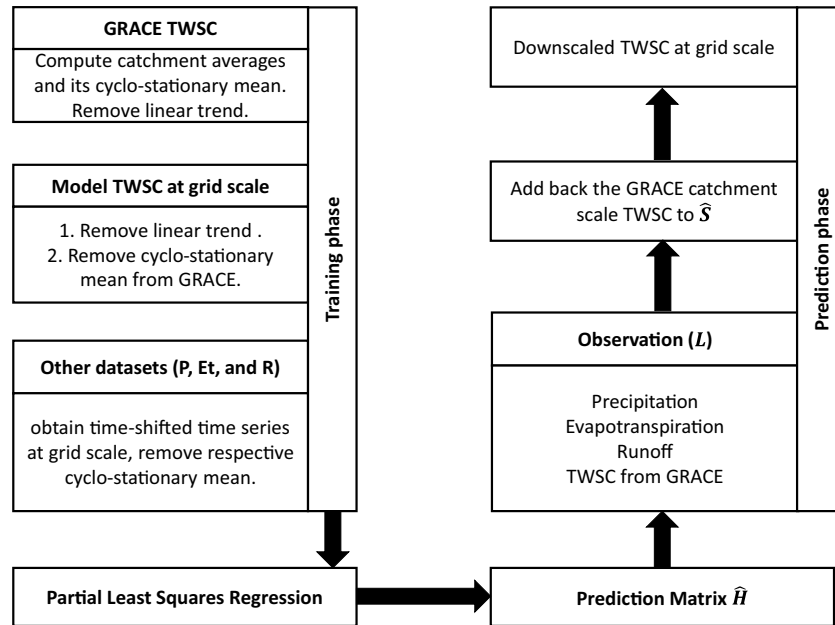 GRACE TWSC
Compute catchment averages
and its cyclo-stationary mean.
Remove linear trend.
Model TWSC at grid scale
1. Remove linear trend .
2. Remove cyclo-stationary
mean from GRACE.
Other datasets (P, Et, and R)
obtain time-shifted time series
at grid scale, remove respective
cyclo-stationary mean.
Training phase
Partial Least Squares Regression
Prediction Matrix Ĥ
Observation (L)
Precipitation
Evapotranspiration
Runoff
TWSC from GRACE
Add back the GRACE catchment
scale TWSC to Ŝ
Downscaled TWSC at grid scale
Prediction phase